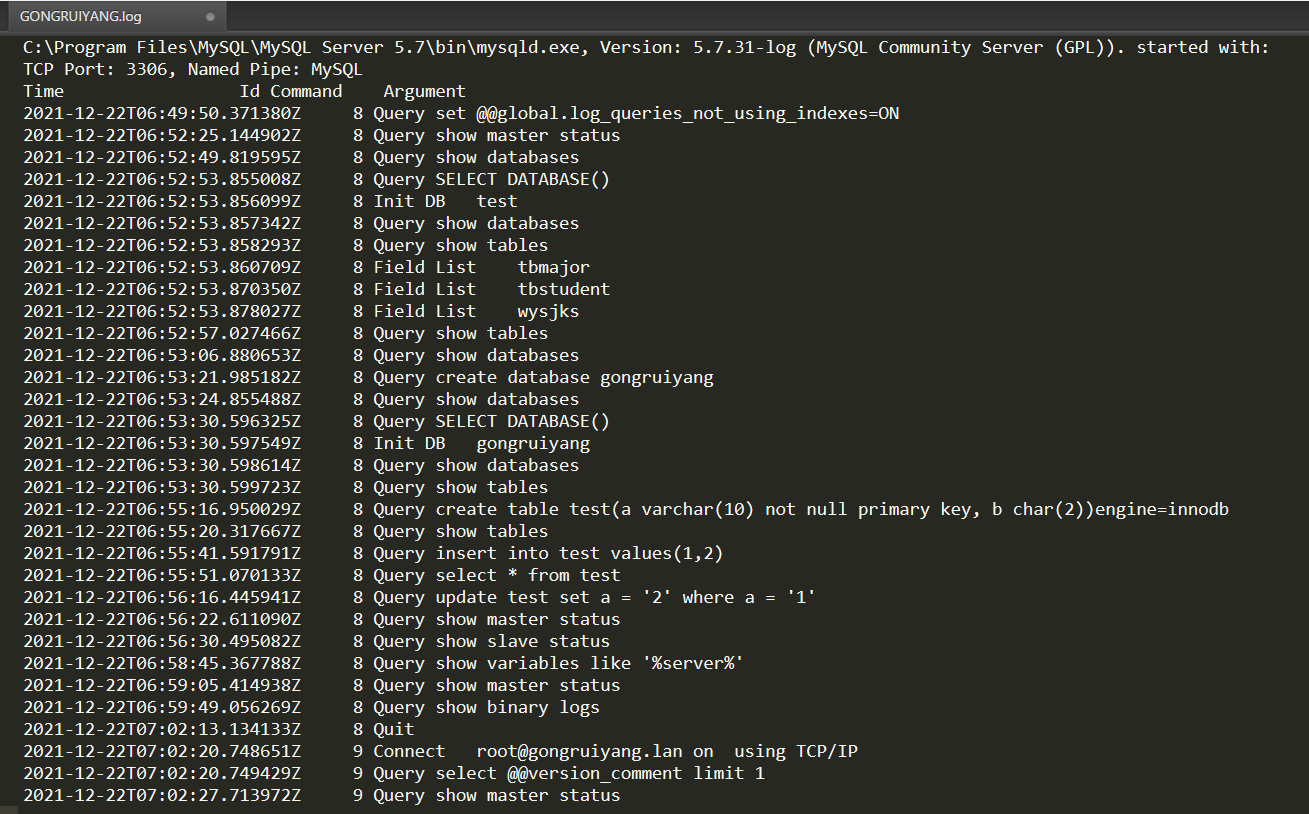 GONGRUIYANG.log
C:\Program Files\MySQL\MySQL Server 5.7\bin\mysqld.exe, Version: 5.7.31-log (MySQL Community Server (GPL)). started with:
TCP Port: 3306, Named Pipe: MySQL
Time                 Id Command    Argument
2021-12-22T06:49:50.371380Z     8 Query set @@global.log_queries_not_using_indexes=ON
2021-12-22T06:52:25.144902Z     8 Query show master status
2021-12-22T06:52:49.819595Z     8 Query show databases
2021-12-22T06:52:53.855008Z     8 Query SELECT DATABASE()
2021-12-22T06:52:53.856099Z     8 Init DB   test
2021-12-22T06:52:53.857342Z     8 Query show databases
2021-12-22T06:52:53.858293Z     8 Query show tables
2021-12-22T06:52:53.860709Z     8 Field List    tbmajor
2021-12-22T06:52:53.870350Z     8 Field List    tbstudent
2021-12-22T06:52:53.878027Z     8 Field List    wysjks
2021-12-22T06:52:57.027466Z     8 Query show tables
2021-12-22T06:53:06.880653Z     8 Query show databases
2021-12-22T06:53:21.985182Z     8 Query create database gongruiyang
2021-12-22T06:53:24.855488Z     8 Query show databases
2021-12-22T06:53:30.596325Z     8 Query SELECT DATABASE()
2021-12-22T06:53:30.597549Z     8 Init DB   gongruiyang
2021-12-22T06:53:30.598614Z     8 Query show databases
2021-12-22T06:53:30.599723Z     8 Query show tables
2021-12-22T06:55:16.950029Z     8 Query create table test(a varchar(10) not null primary key, b char(2))engine=innodb
2021-12-22T06:55:20.317667Z     8 Query show tables
2021-12-22T06:55:41.591791Z     8 Query insert into test values(1,2)
2021-12-22T06:55:51.070133Z     8 Query select * from test
2021-12-22T06:56:16.445941Z     8 Query update test set a = '2' where a = '1'
2021-12-22T06:56:22.611090Z     8 Query show master status
2021-12-22T06:56:30.495082Z     8 Query show slave status
2021-12-22T06:58:45.367788Z     8 Query show variables like '%server%'
2021-12-22T06:59:05.414938Z     8 Query show master status
2021-12-22T06:59:49.056269Z     8 Query show binary logs
2021-12-22T07:02:13.134133Z     8 Quit
2021-12-22T07:02:20.748651Z     9 Connect   root@gongruiyang.lan on  using TCP/IP
2021-12-22T07:02:20.749429Z     9 Query select @@version_comment limit 1
2021-12-22T07:02:27.713972Z     9 Query show master status